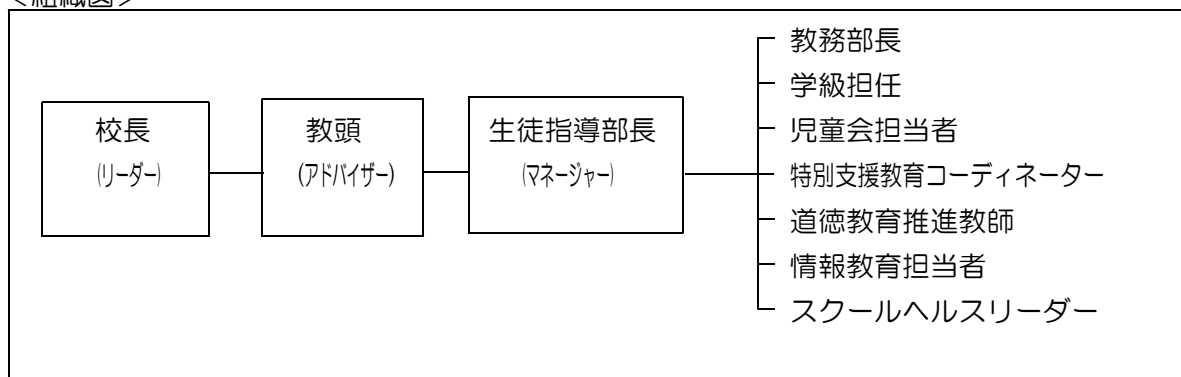 <組織図>
校長
(リーダー)
教頭
(アドバイザー)
生徒指導部長
(マネージャー)
教務部長
学級担任
児童会担当者
特別支援教育コーディネーター
道徳教育推進教師
情報教育担当者
スクールヘルスリーダー